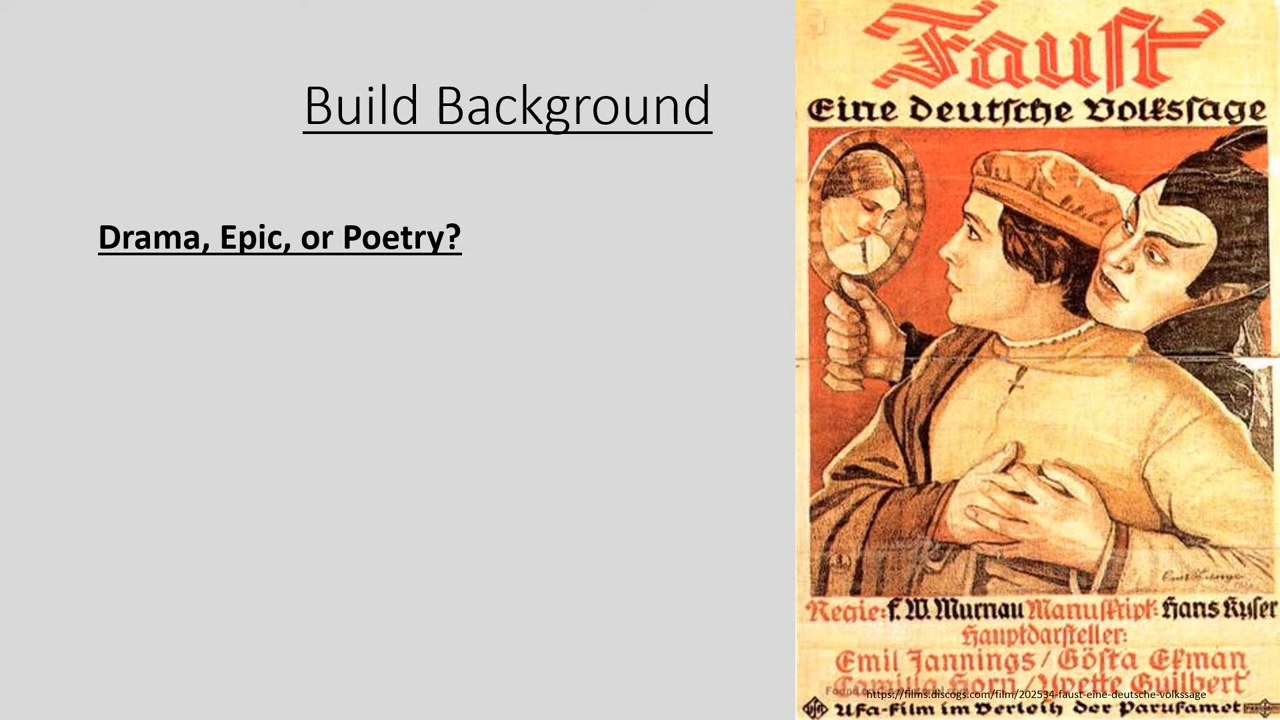 Build Background
Drama, Epic, or Poetry?
Faust
Eine deutsche Volkssage
Regie: F. W. Murnau Manuskript: Hans Kyser
Hauptdarsteller:
Emil Jannings / Gösta Ekman
Camilla Horn / Yvette Guilbert
https://films.discogs.com/film/202534-faust-eine-deutsche-volkssage
Ufa-Film im Verleih der Parufamet